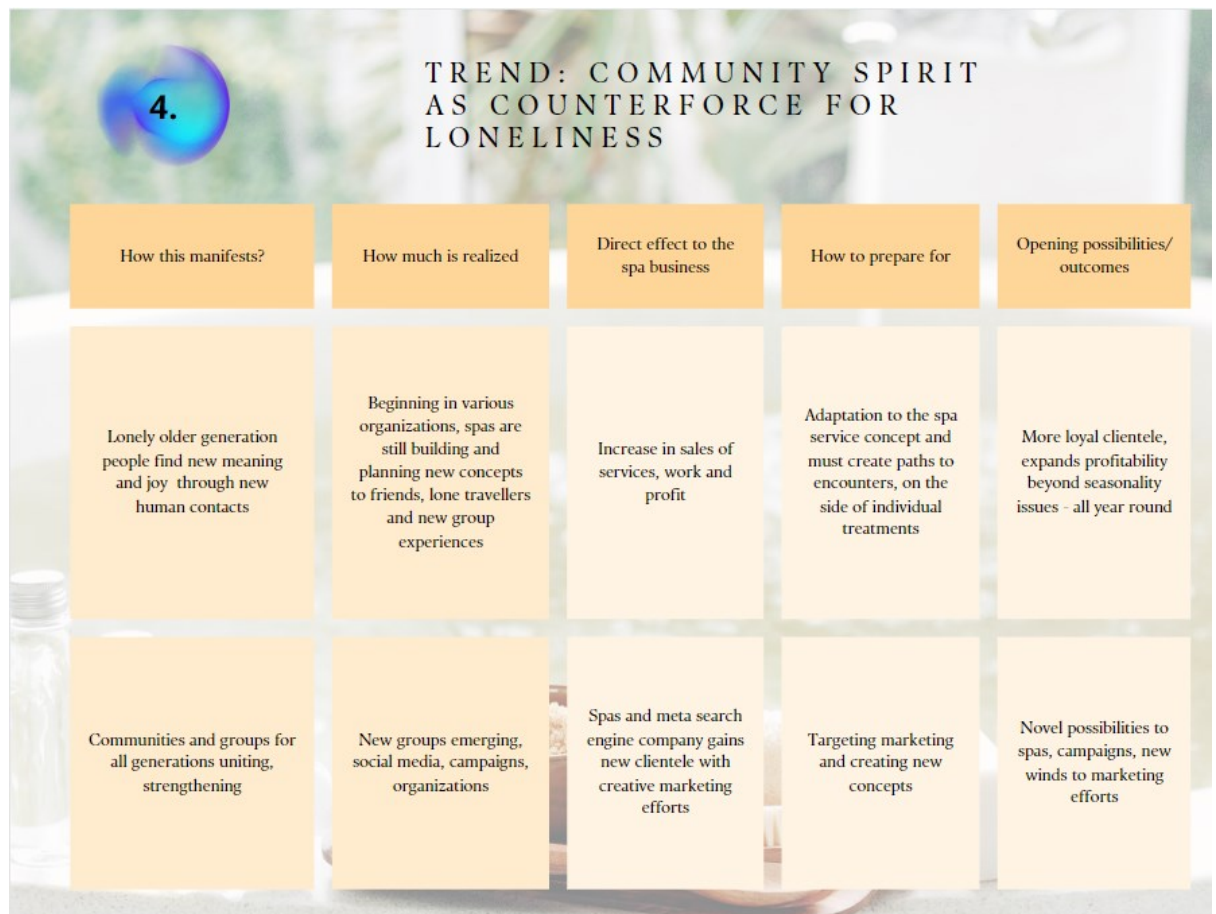 4.
TREND: COMMUNITY SPIRIT
AS COUNTERFORCE FOR
LONELINESS
How this manifests?
How much is realized
Direct effect to the
spa business
How to prepare for
Opening possibilities/
outcomes
Lonely older generation
people find new meaning
and joy through new
human contacts
Beginning in various
organizations, spas are
still building and
planning new concepts
to friends, lone travellers
and new group
experiences
Increase in sales of
services, work and
profit
Adaptation to the spa
service concept and
must create paths to
encounters, on the
side of individual
treatments
More loyal clientele,
expands profitability
beyond seasonality
issues - all year round
Communities and groups for
all generations uniting,
strengthening
New groups emerging,
social media, campaigns,
organizations
Spas and meta search
engine company gains
new clientele with
creative marketing
efforts
Targeting marketing
and creating new
concepts
Novel possibilities to
spas, campaigns, new
winds to marketing
efforts